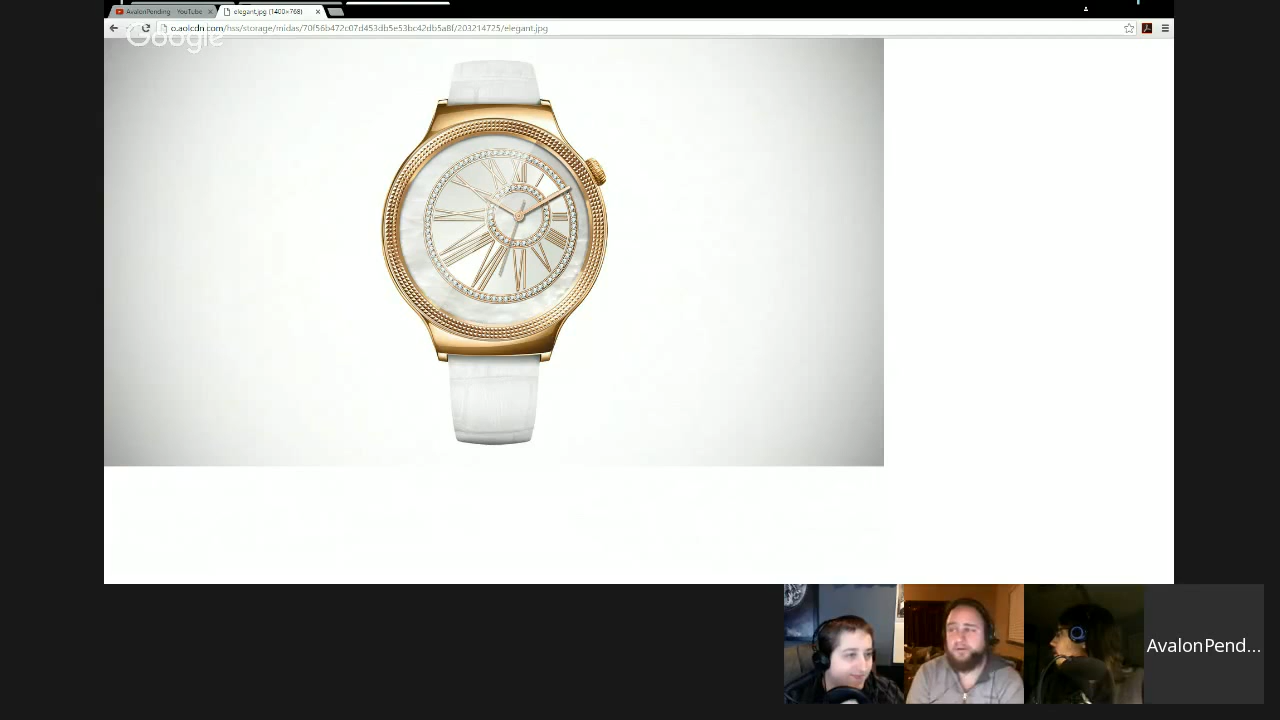 AvalonPending - YouTube
elegant.jpg (1400×768)
o.aolcdn.com/hss/storage/midas/70f56b472c07d453db5e53bc42db5a8f/203214725/elegant.jpg
Google
AvalonPend...